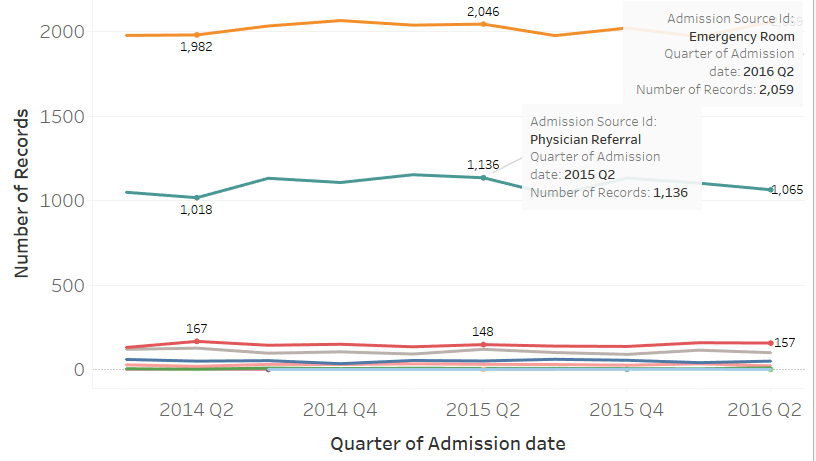 Number of Records
2000
1500
1000
500
0
1,982
2,046
1,018
1,136
1,065
167
148
157
Admission Source Id:
Emergency Room
Quarter of Admission
date: 2016 Q2
Number of Records: 2,059
Admission Source Id:
Physician Referral
Quarter of Admission
date: 2015 Q2
Number of Records: 1,136
2014 Q2
2014 Q4
2015 Q2
2015 Q4
2016 Q2
Quarter of Admission date